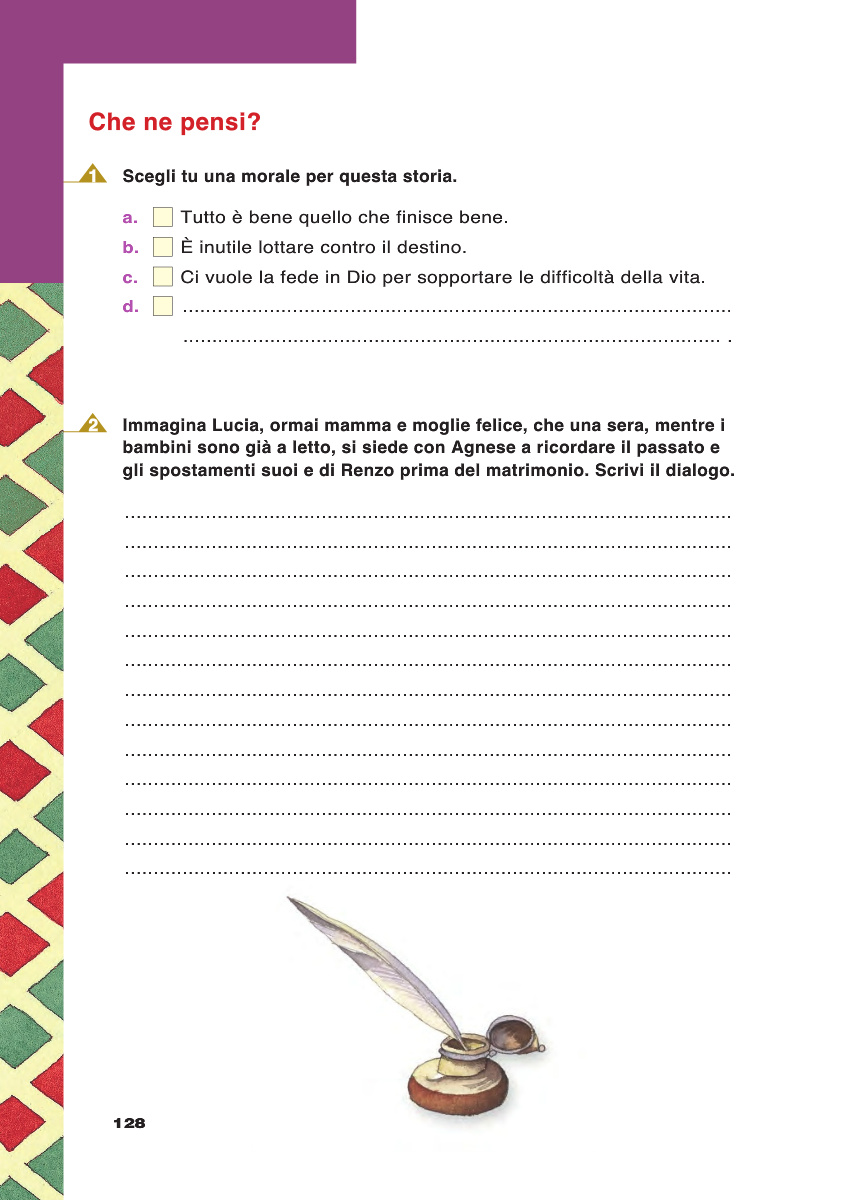 Che ne pensi?
1 Scegli tu una morale per questa storia.
a. Tutto è bene quello che finisce bene.
b. È inutile lottare contro il destino.
c. Ci vuole la fede in Dio per sopportare le difficoltà della vita.
d. ................................................................................................
.............................................................................................. .
2 Immagina Lucia, ormai mamma e moglie felice, che una sera, mentre i
bambini sono già a letto, si siede con Agnese a ricordare il passato e
gli spostamenti suoi e di Renzo prima del matrimonio. Scrivi il dialogo.
128